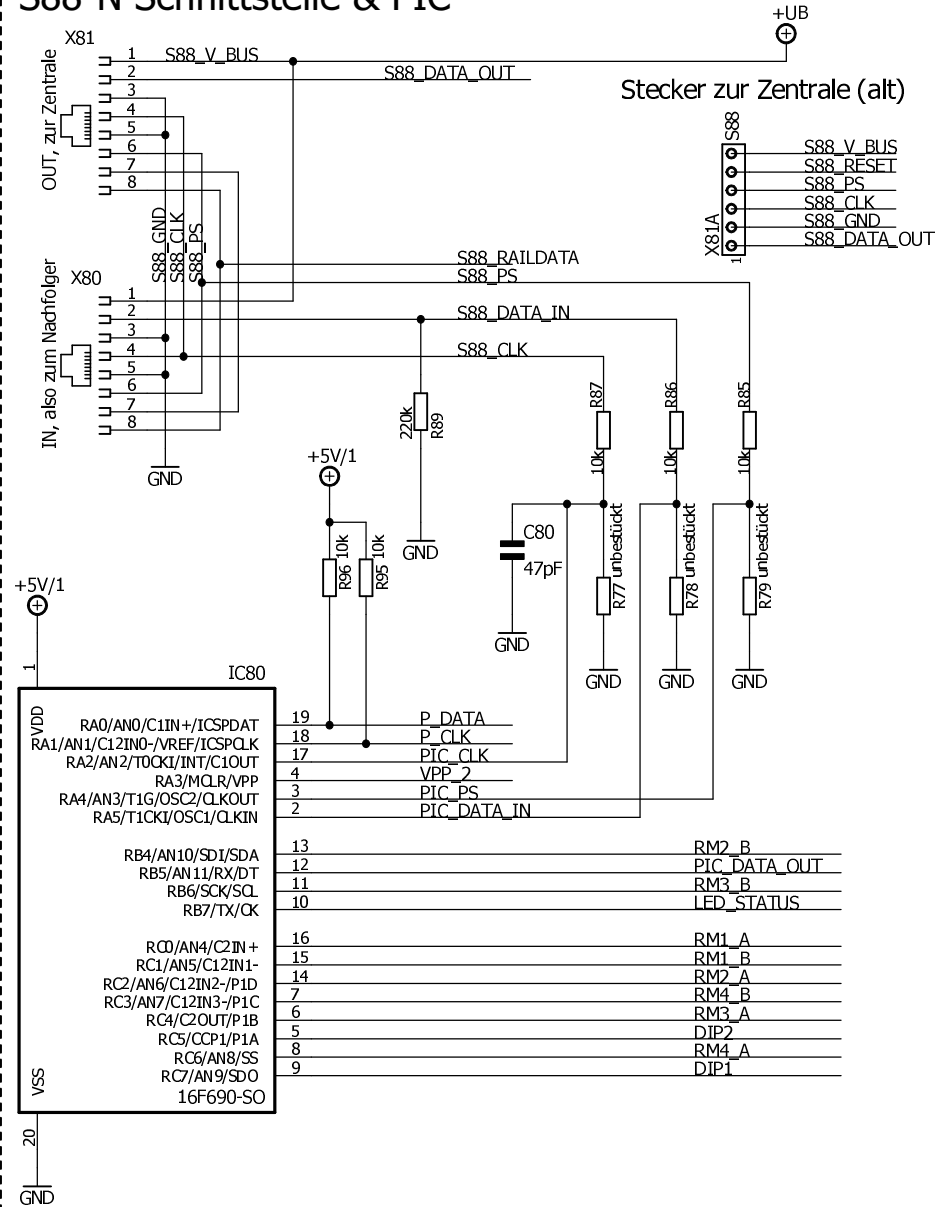 S88-N Schnittstelle & PIC
+UB
X81
OUT, zur Zentrale
1
2
3
4
5
6
7
8
S88_V_BUS
S88_DATA_OUT
Stecker zur Zentrale (alt)
S88
X81A
1
S88_V_BUS
S88_RESET
S88_PS
S88_CLK
S88_GND
S88_DATA_OUT
S88_GND
S88_CLK
S88_PS
S88_RAILDATA
S88_PS
X80
IN, also zum Nachfolger
1
2
3
4
5
6
7
8
S88_DATA_IN
S88_CLK
GND
220k
R89
GND
R87
10k
R86
10k
R85
10k
+5V/1
R96 10k
R95 10k
C80
47pF
GND
R77 unbestückt
R78 unbestückt
R79 unbestückt
GND
GND
GND
+5V/1
1
IC80
VDD
RA0/AN0/C1IN+/ICSPDAT 19 P_DATA
RA1/AN1/C12IN0-/VREF/ICSPCLK 18 P_CLK
RA2/AN2/T0CKI/INT/C1OUT 17 PIC_CLK
RA3/MCLR/VPP 4 VPP_2
RA4/AN3/T1G/OSC2/CLKOUT 3 PIC_PS
RA5/T1CKI/OSC1/CLKIN 2 PIC_DATA_IN
RB4/AN10/SDI/SDA 13 RM2_B
RB5/AN11/RX/DT 12 PIC_DATA_OUT
RB6/SCK/SCL 11 RM3_B
RB7/TX/CK 10 LED_STATUS
RC0/AN4/C2IN+ 16 RM1_A
RC1/AN5/C12IN1- 15 RM1_B
RC2/AN6/C12IN2-/P1D 14 RM2_A
RC3/AN7/C12IN3-/P1C 7 RM4_B
RC4/C2OUT/P1B 6 RM3_A
RC5/CCP1/P1A 5 DIP2
RC6/AN8/SS 8 RM4_A
RC7/AN9/SDO 9 DIP1
VSS
16F690-SO
20
GND